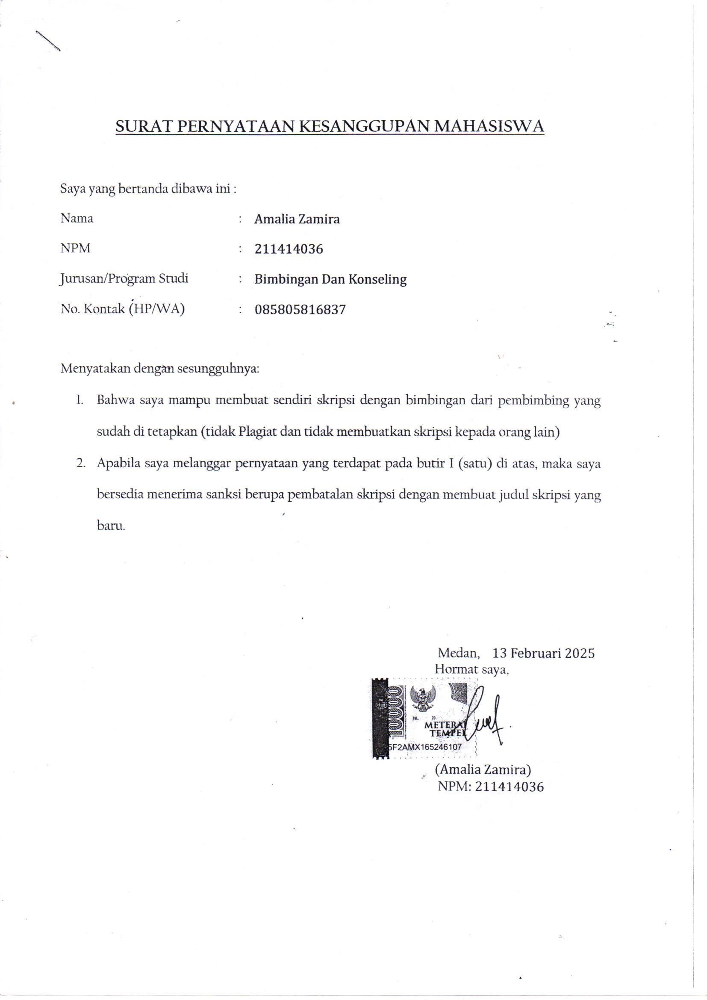 SURAT PERNYATAAN KESANGGUPAN MAHASISWA
Saya yang bertanda dibawa ini :
Nama : Amalia Zamira
NPM : 211414036
Jurusan/Program Studi : Bimbingan Dan Konseling
No. Kontak (HP/WA) : 085805816837
Menyatakan dengan sesungguhnya:
1. Bahwa saya mampu membuat sendiri skripsi dengan bimbingan dari pembimbing yang
sudah di tetapkan (tidak Plagiat dan tidak membuatkan skripsi kepada orang lain)
2. Apabila saya melanggar pernyataan yang terdapat pada butir I (satu) di atas, maka saya
bersedia menerima sanksi berupa pembatalan skripsi dengan membuat judul skripsi yang
baru.
Medan, 13 Februari 2025
Hormat saya,
10000
djp
TGL. 20
METERAI
TEMPEL
5F2AMX165246107
(Amalia Zamira)
NPM: 211414036